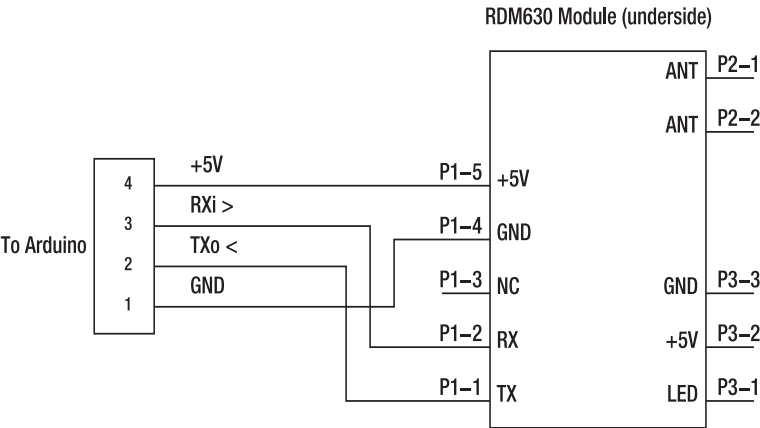 RDM630 Module (underside)
ANT P2–1
ANT P2–2
+5V P1–5 +5V
4
RXi >
3
P1–4 GND
To Arduino
TXo <
2
GND
1
P1–3 NC GND P3–3
P1–2 RX +5V P3–2
P1–1 TX LED P3–1